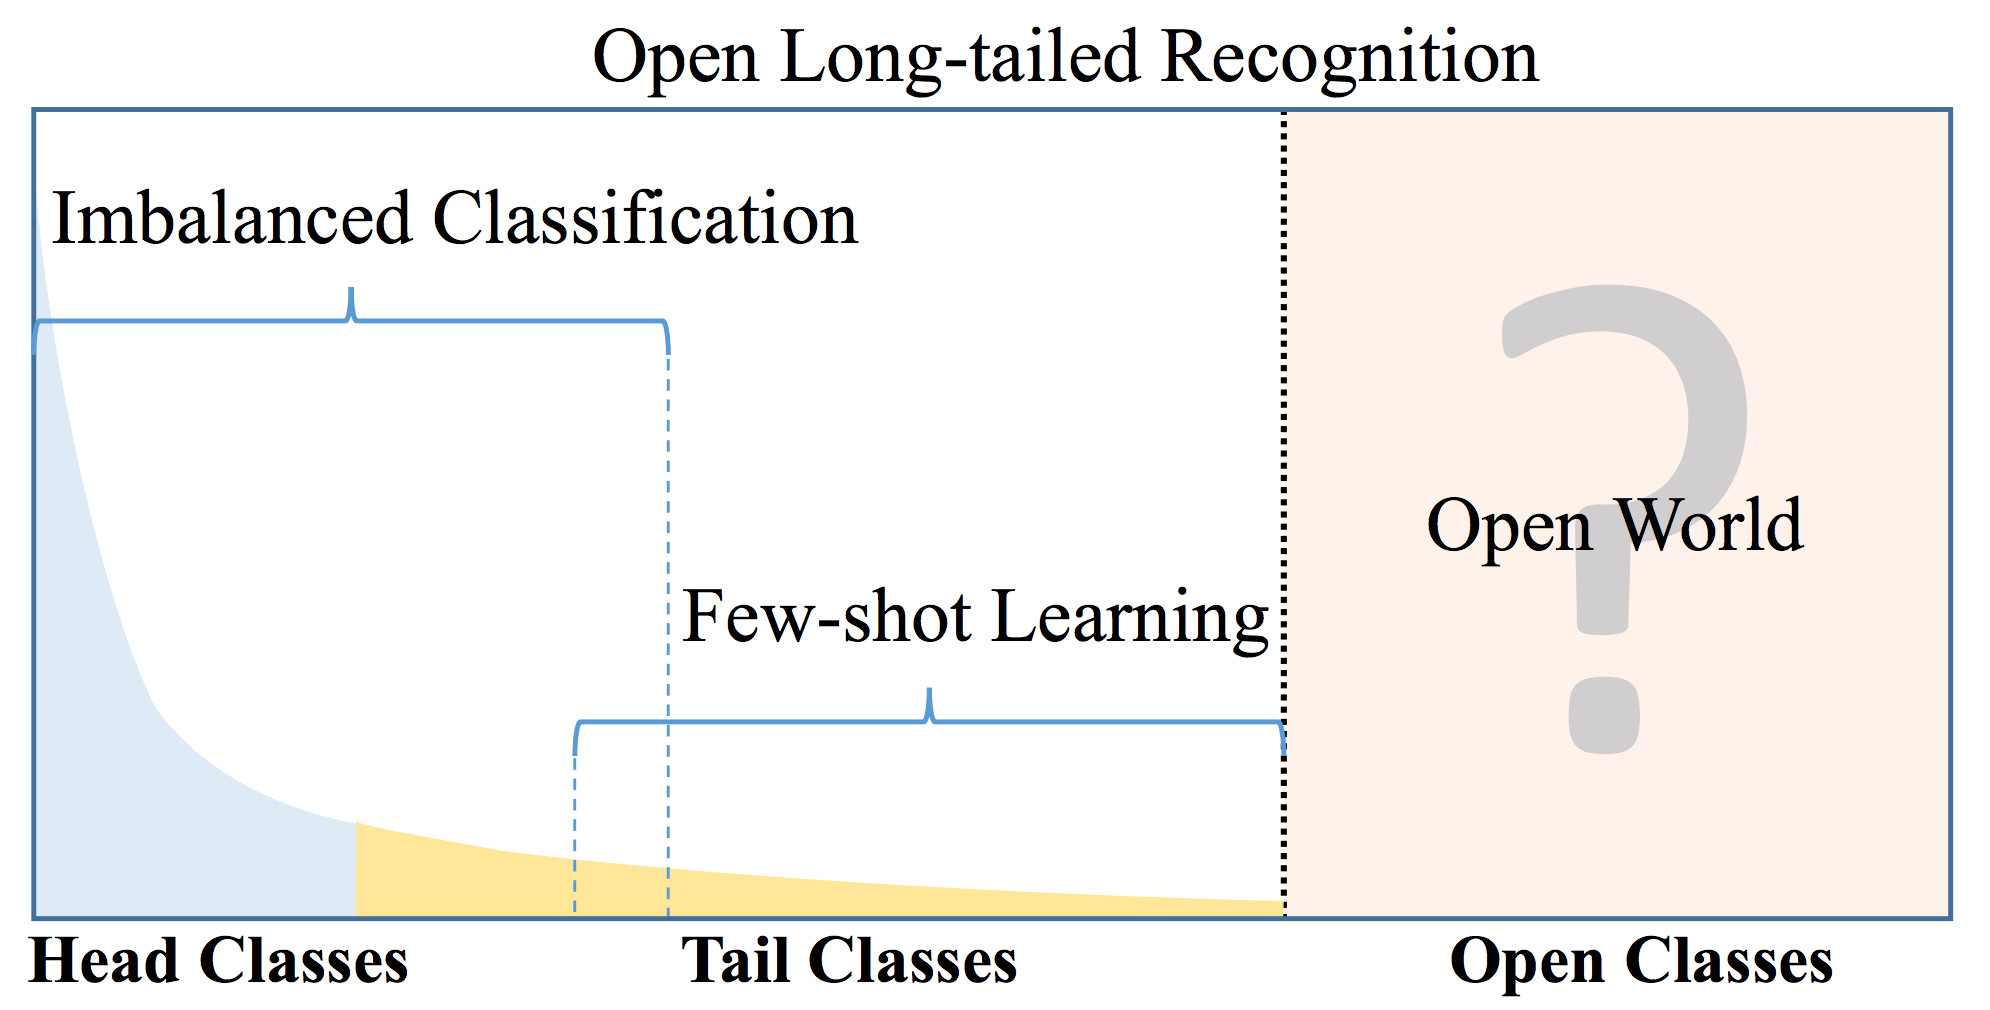 Open Long-tailed Recognition
Imbalanced Classification
Open World
Few-shot Learning
Head Classes
Tail Classes
Open Classes
?